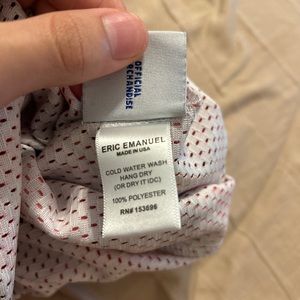 OFFICIAL
MERCHANDISE
ERIC EMANUEL
MADE IN USA
COLD WATER WASH
HANG DRY
(OR DRY IT IDC)
100% POLYESTER
RN# 153696